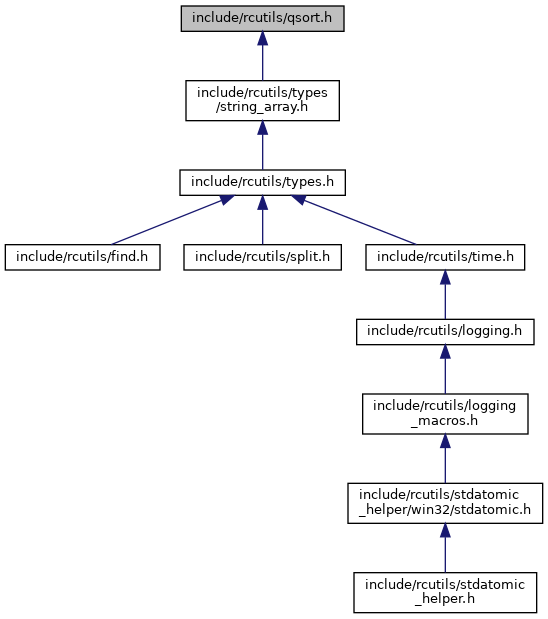 include/rcutils/qsort.h
include/rcutils/types
/string_array.h
include/rcutils/types.h
include/rcutils/find.h
include/rcutils/split.h
include/rcutils/time.h
include/rcutils/logging.h
include/rcutils/logging
_macros.h
include/rcutils/stdatomic
_helper/win32/stdatomic.h
include/rcutils/stdatomic
_helper.h